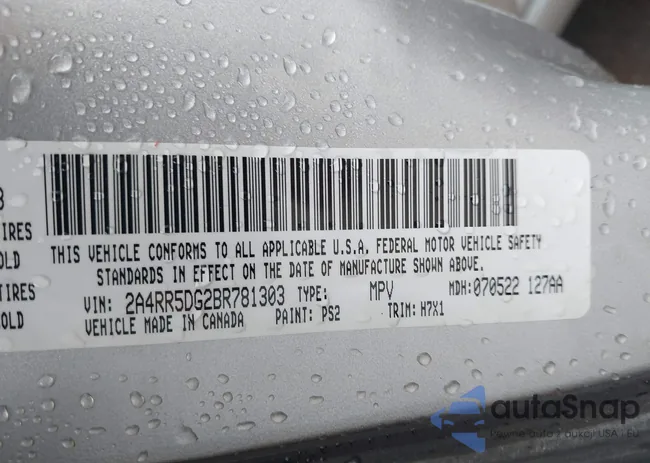 3
IRES
OLD
IRES
OLD
THIS VEHICLE CONFORMS TO ALL APPLICABLE U.S.A. FEDERAL MOTOR VEHICLE SAFETY
STANDARDS IN EFFECT ON THE DATE OF MANUFACTURE SHOWN ABOVE.
VIN: 2A4RR5DG2BR781303 TYPE: MPV MDH: 070522 127AA
VEHICLE MADE IN CANADA PAINT: PS2 TRIM: H7X1
autaSnap